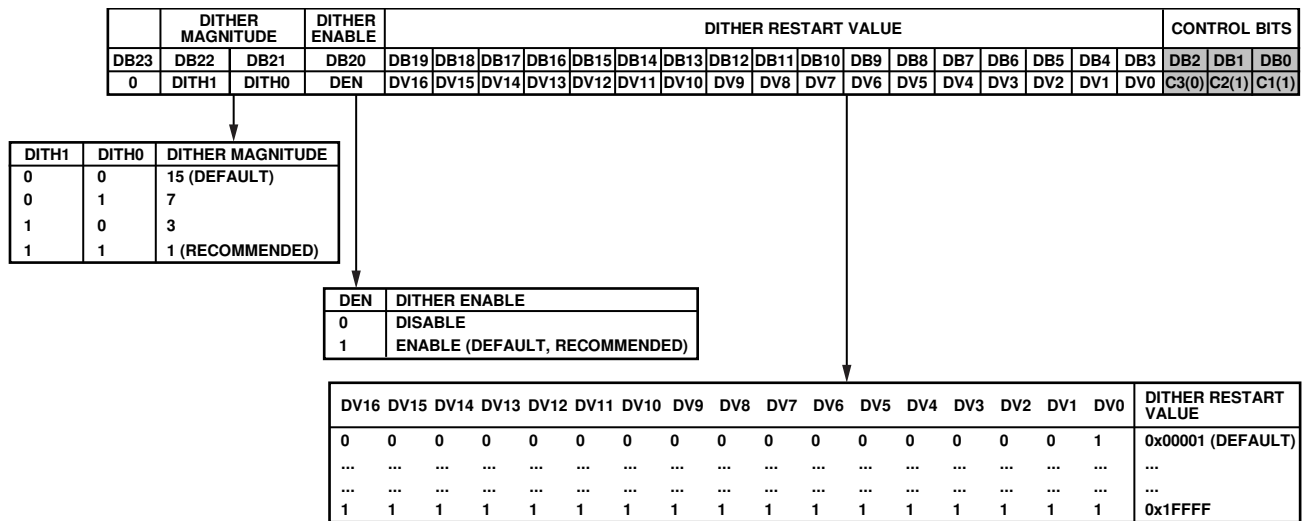 DITHER MAGNITUDE DITHER ENABLE DITHER RESTART VALUE CONTROL BITS
DB23 DB22 DB21 DB20 DB19 DB18 DB17 DB16 DB15 DB14 DB13 DB12 DB11 DB10 DB9 DB8 DB7 DB6 DB5 DB4 DB3 DB2 DB1 DB0
0 DITH1 DITH0 DEN DV16 DV15 DV14 DV13 DV12 DV11 DV10 DV9 DV8 DV7 DV6 DV5 DV4 DV3 DV2 DV1 DV0 C3(0) C2(1) C1(1)
DITH1 DITH0 DITHER MAGNITUDE
0 0 15 (DEFAULT)
0 1 7
1 0 3
1 1 1 (RECOMMENDED)
DEN DITHER ENABLE
0 DISABLE
1 ENABLE (DEFAULT, RECOMMENDED)
DV16 DV15 DV14 DV13 DV12 DV11 DV10 DV9 DV8 DV7 DV6 DV5 DV4 DV3 DV2 DV1 DV0 DITHER RESTART VALUE
0 0 0 0 0 0 0 0 0 0 0 0 0 0 0 0 1 0x00001 (DEFAULT)
... ... ... ... ... ... ... ... ... ... ... ... ... ... ... ... ... ...
... ... ... ... ... ... ... ... ... ... ... ... ... ... ... ... ... ...
1 1 1 1 1 1 1 1 1 1 1 1 1 1 1 1 1 0x1FFFF